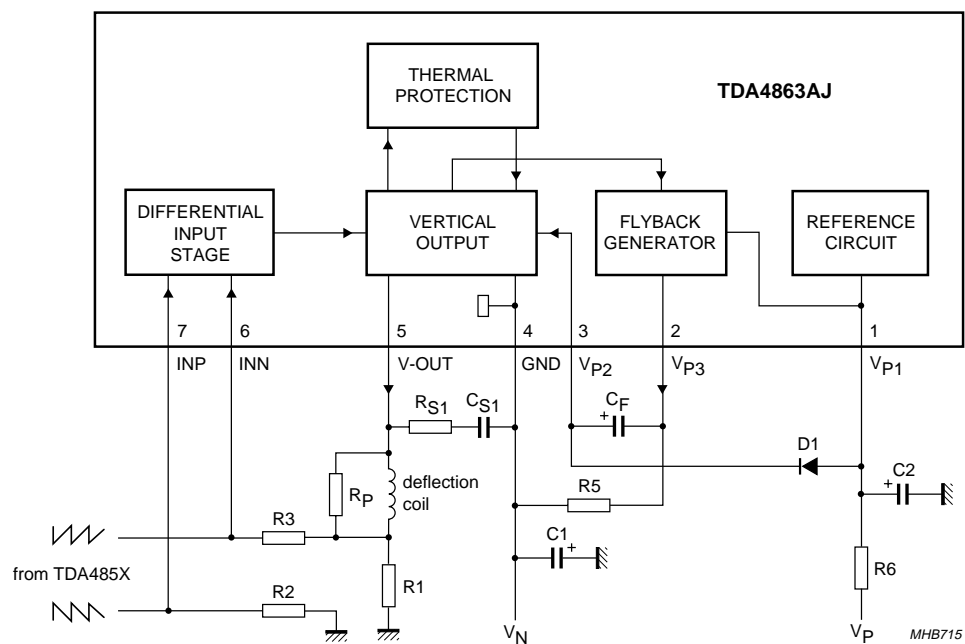 THERMAL
PROTECTION
TDA4863AJ
DIFFERENTIAL
INPUT
STAGE
VERTICAL
OUTPUT
FLYBACK
GENERATOR
REFERENCE
CIRCUIT
7 6 5 4 3 2 1
INP INN V-OUT GND VP2 VP3 VP1
RS1 CS1 CF
+
D1
RP
deflection
coil
R5
+ C2
R3
C1
+
from TDA485X
R1
R6
R2
VN VP MHB715